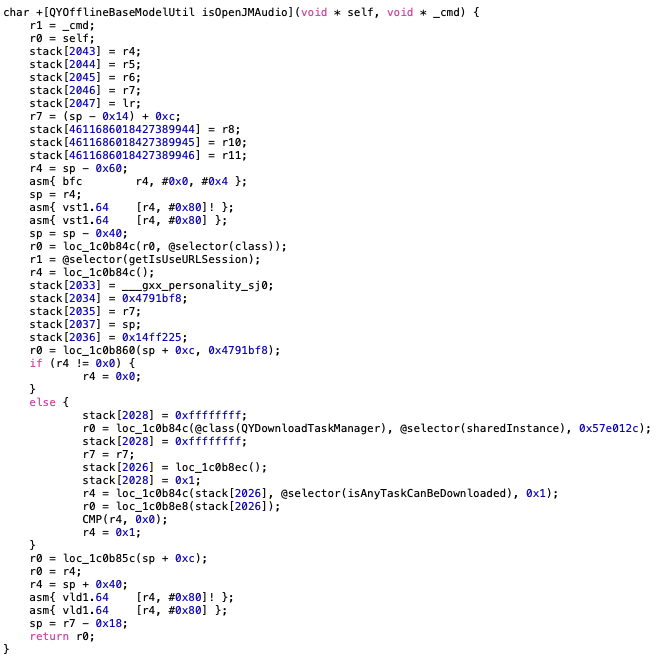 char +[QYOfflineBaseModelUtil isOpenJMAudio](void * self, void * _cmd) {
    r1 = _cmd;
    r0 = self;
    stack[2043] = r4;
    stack[2044] = r5;
    stack[2045] = r6;
    stack[2046] = r7;
    stack[2047] = lr;
    r7 = (sp - 0x14) + 0xc;
    stack[4611686018427389944] = r8;
    stack[4611686018427389945] = r10;
    stack[4611686018427389946] = r11;
    r4 = sp - 0x60;
    asm{ bfc        r4, #0x0, #0x4 };
    sp = r4;
    asm{ vst1.64    [r4, #0x80]! };
    asm{ vst1.64    [r4, #0x80] };
    sp = sp - 0x40;
    r0 = loc_1c0b84c(r0, @selector(class));
    r1 = @selector(getIsUseURLSession);
    r4 = loc_1c0b84c();
    stack[2033] = ___gxx_personality_sj0;
    stack[2034] = 0x4791bf8;
    stack[2035] = r7;
    stack[2037] = sp;
    stack[2036] = 0x14ff225;
    r0 = loc_1c0b860(sp + 0xc, 0x4791bf8);
    if (r4 != 0x0) {
            r4 = 0x0;
    }
    else {
            stack[2028] = 0xffffffff;
            r0 = loc_1c0b84c(@class(QYDownloadTaskManager), @selector(sharedInstance), 0x57e012c);
            stack[2028] = 0xffffffff;
            r7 = r7;
            stack[2026] = loc_1c0b8ec();
            stack[2028] = 0x1;
            r4 = loc_1c0b84c(stack[2026], @selector(isAnyTaskCanBeDownloaded), 0x1);
            r0 = loc_1c0b8e8(stack[2026]);
            CMP(r4, 0x0);
            r4 = 0x1;
    }
    r0 = loc_1c0b85c(sp + 0xc);
    r0 = r4;
    r4 = sp + 0x40;
    asm{ vld1.64    [r4, #0x80]! };
    asm{ vld1.64    [r4, #0x80] };
    sp = r7 - 0x18;
    return r0;
}